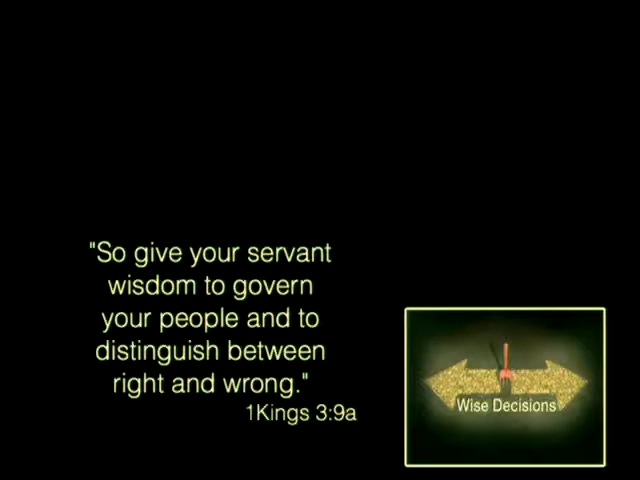 "So give your servant
wisdom to govern
your people and to
distinguish between
right and wrong."
1Kings 3:9a
Wise Decisions